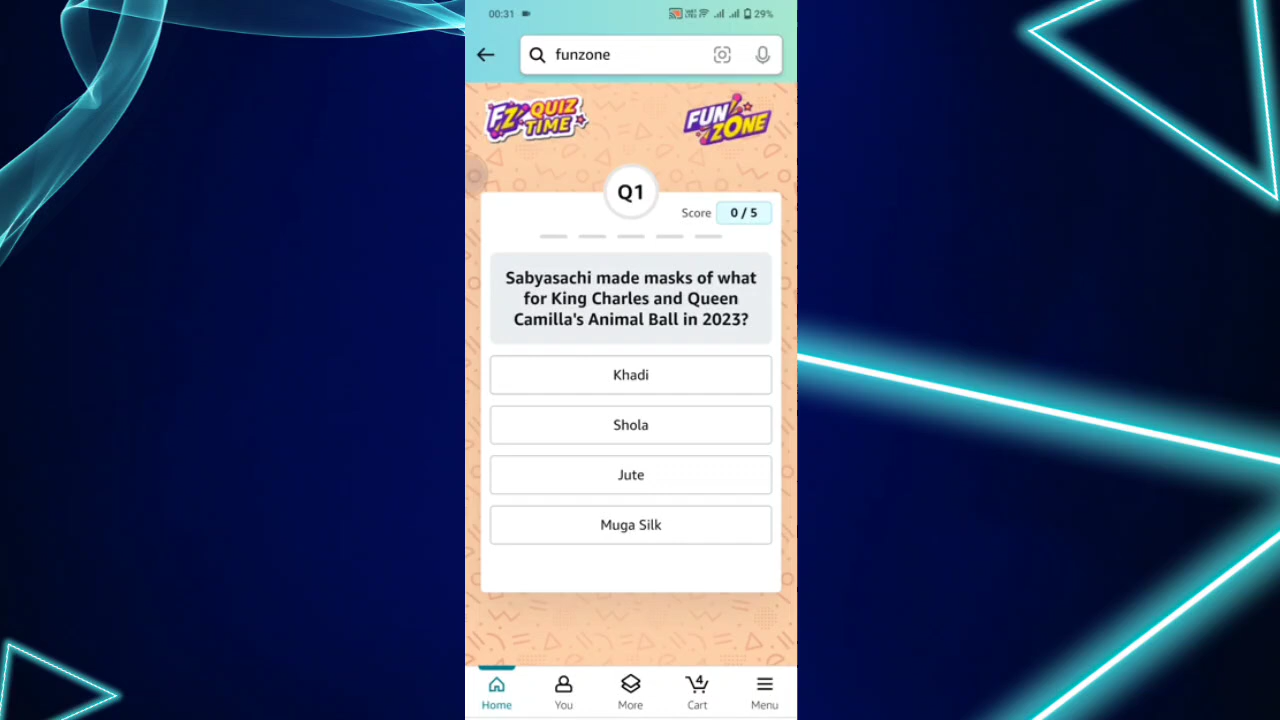 00:31
29%
funzone
FZ QUIZ
TIME
FUN
ZONE
Q1
Score 0 / 5
Sabyasachi made masks of what
for King Charles and Queen
Camilla's Animal Ball in 2023?
Khadi
Shola
Jute
Muga Silk
4
Home You More Cart Menu